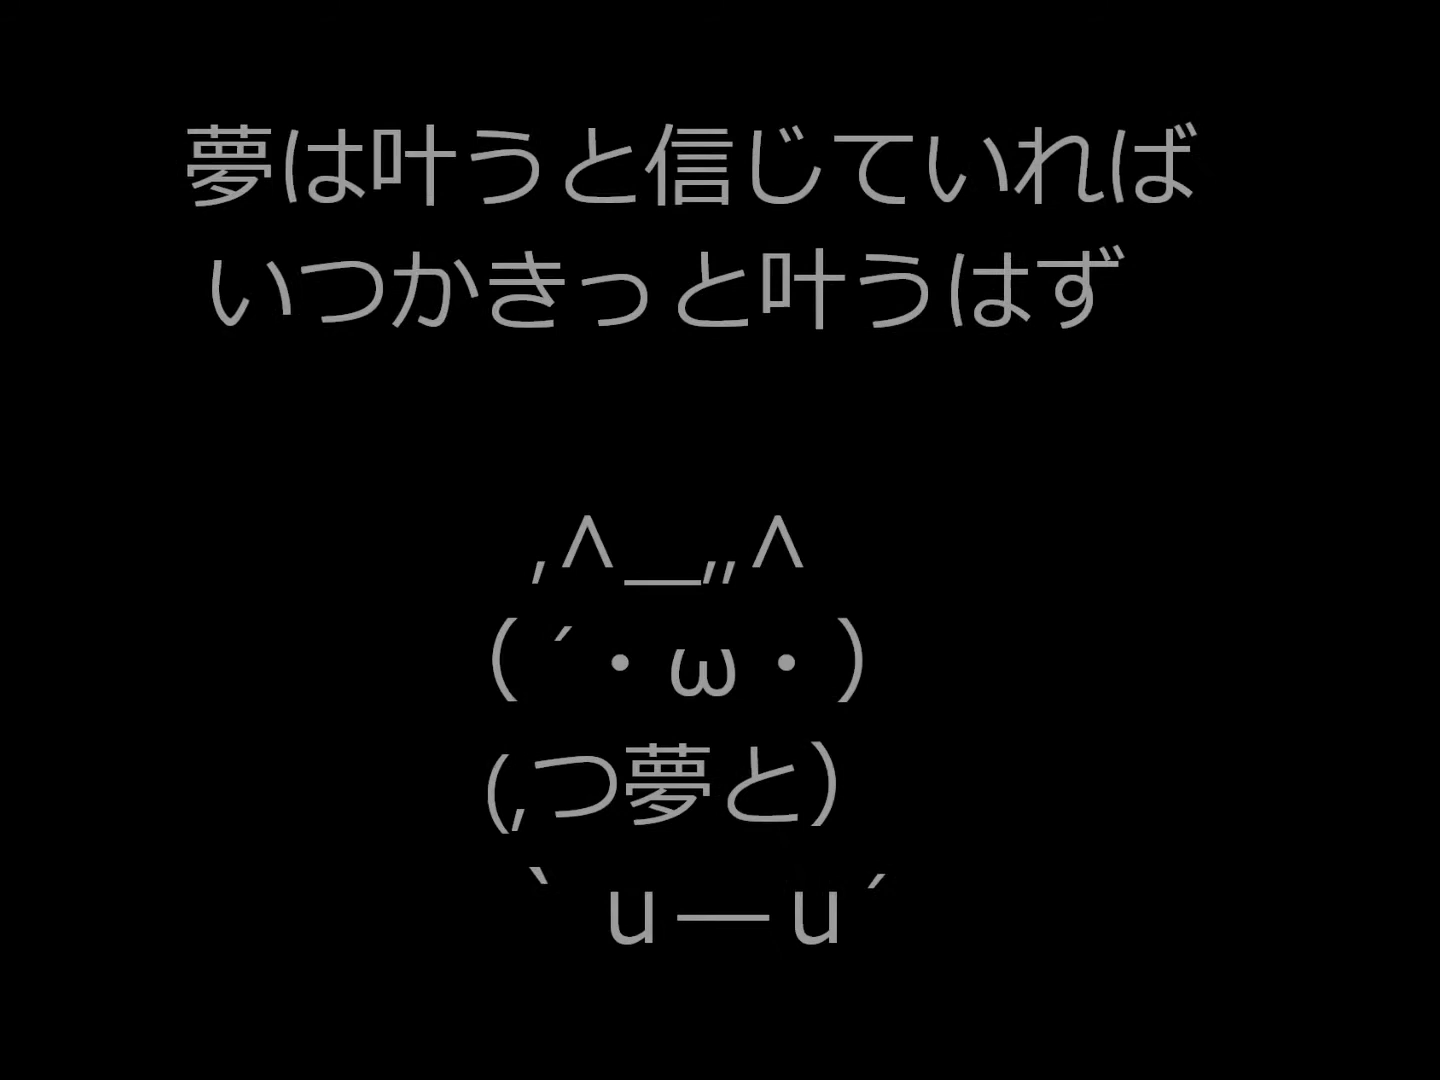 夢は叶うと信じていれば
いつかきっと叶うはず
,∧＿,,∧
（ ´・ω・）
(,つ夢と）
｀ u ― u´